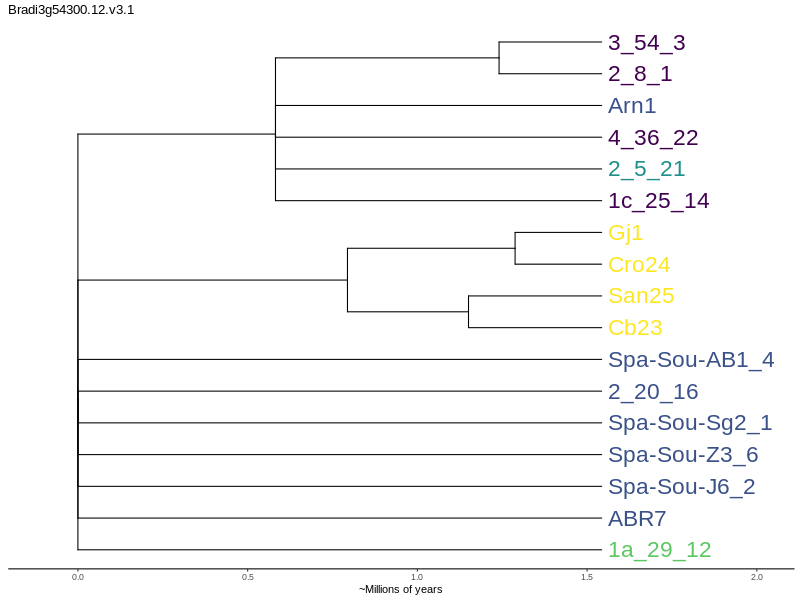 Bradi3g54300.12.v3.1
3_54_3
2_8_1
Arn1
4_36_22
2_5_21
1c_25_14
Gj1
Cro24
San25
Cb23
Spa-Sou-AB1_4
2_20_16
Spa-Sou-Sg2_1
Spa-Sou-Z3_6
Spa-Sou-J6_2
ABR7
1a_29_12
0.0 0.5 1.0 1.5 2.0
~Millions of years